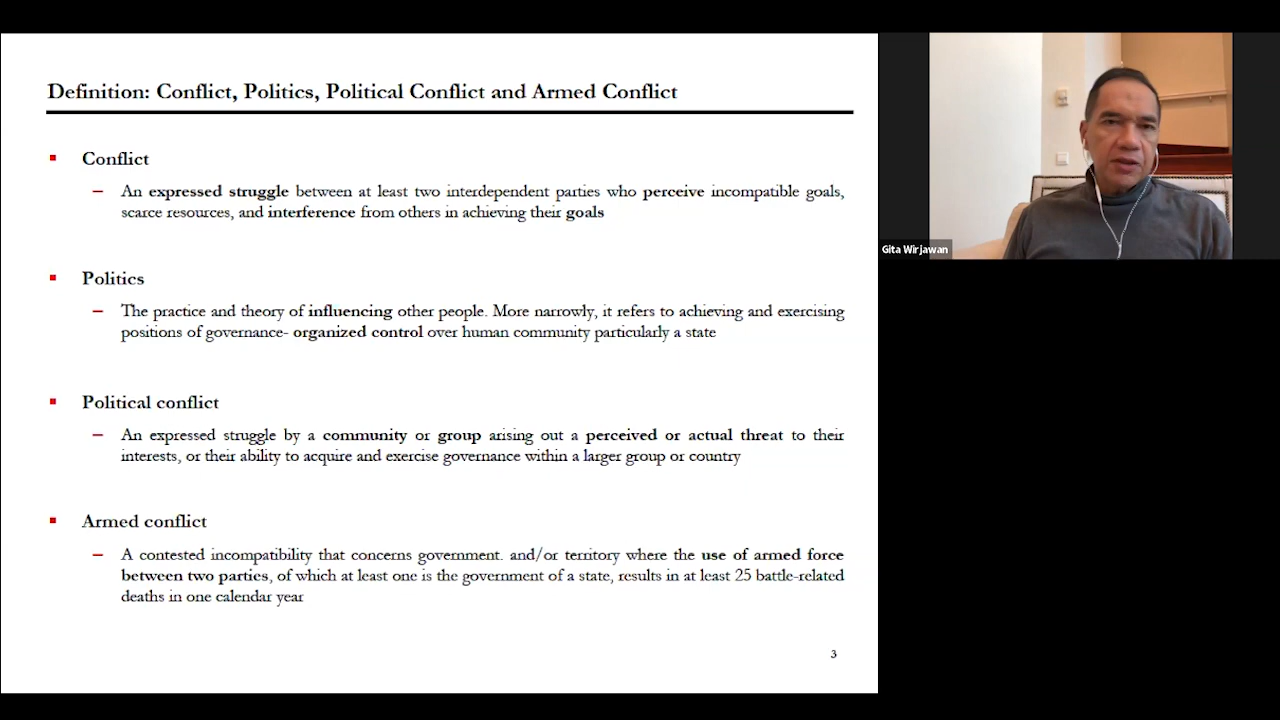 Definition: Conflict, Politics, Political Conflict and Armed Conflict
Conflict
– An expressed struggle between at least two interdependent parties who perceive incompatible goals,
scarce resources, and interference from others in achieving their goals
Politics
– The practice and theory of influencing other people. More narrowly, it refers to achieving and exercising
positions of governance- organized control over human community particularly a state
Political conflict
– An expressed struggle by a community or group arising out a perceived or actual threat to their
interests, or their ability to acquire and exercise governance within a larger group or country
Armed conflict
– A contested incompatibility that concerns government. and/or territory where the use of armed force
between two parties, of which at least one is the government of a state, results in at least 25 battle-related
deaths in one calendar year
3
Gita Wirjawan